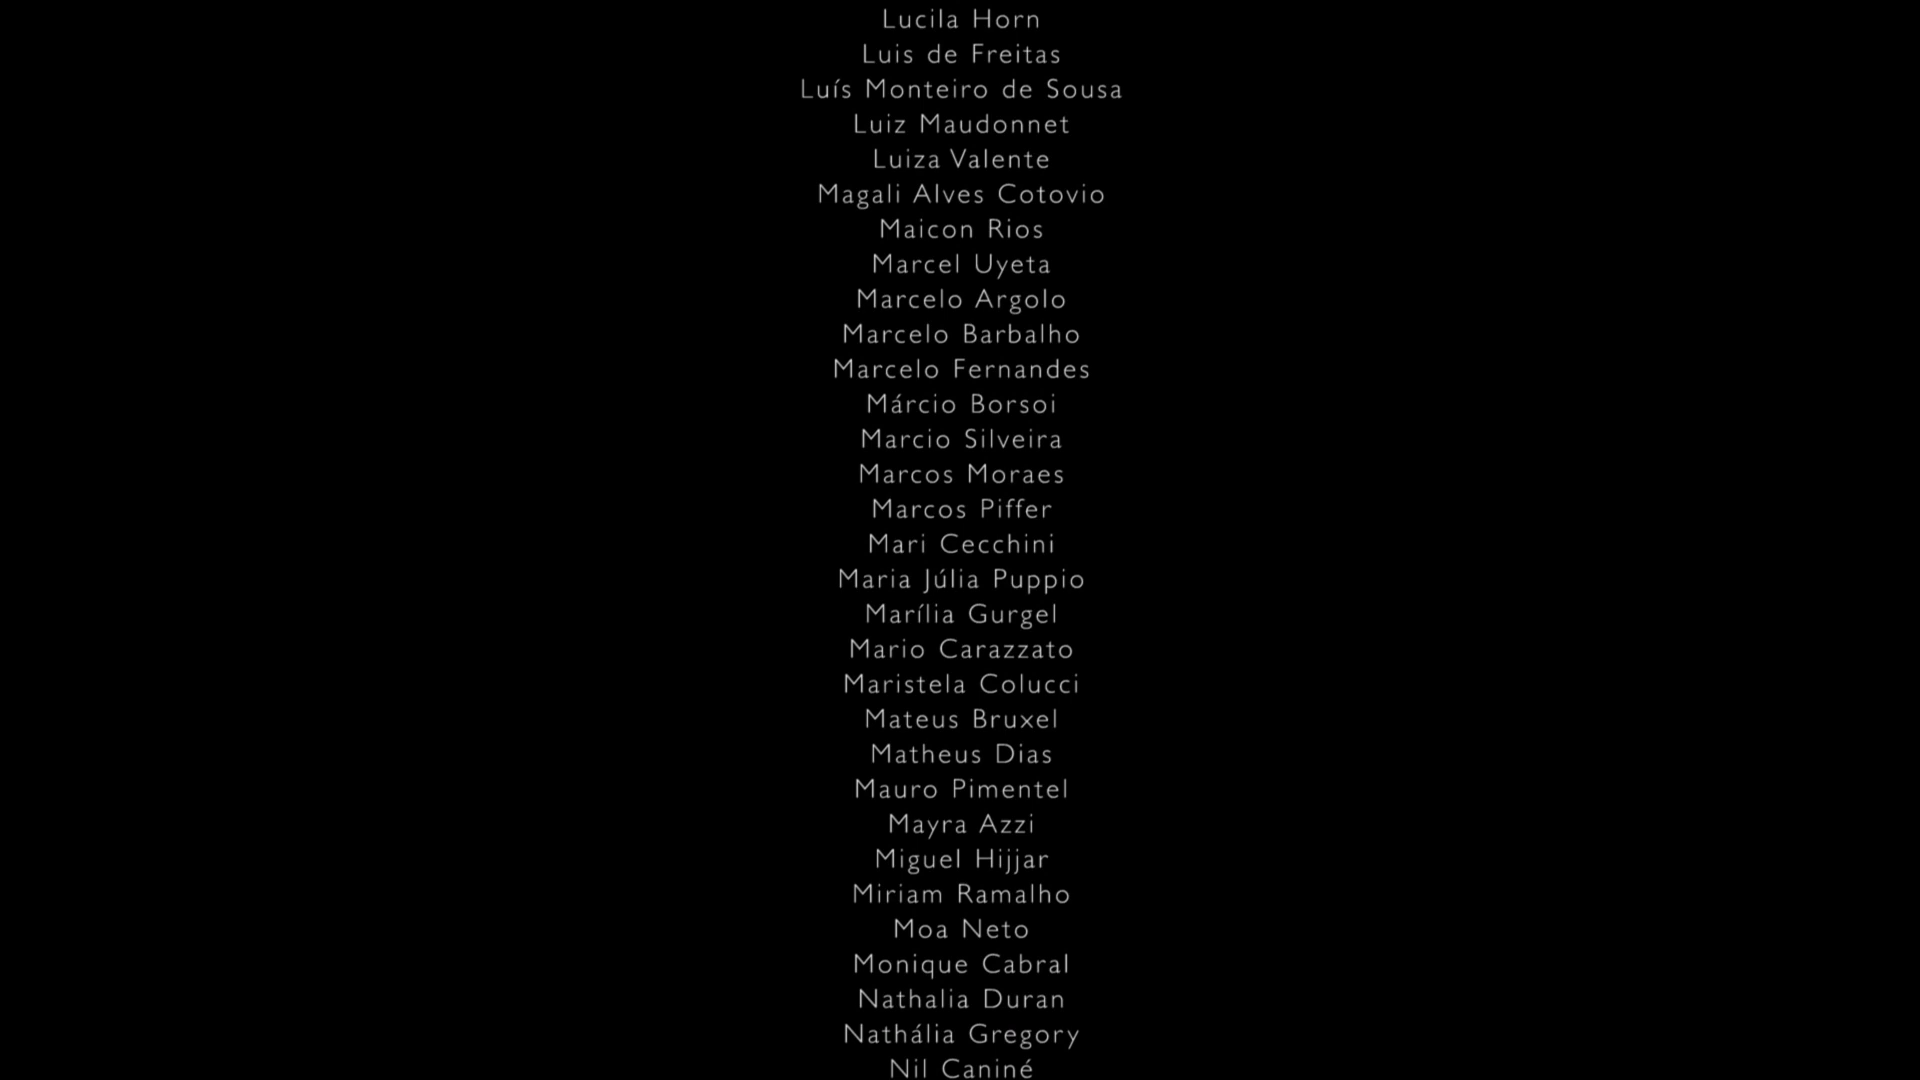 Lucila Horn
Luis de Freitas
Luís Monteiro de Sousa
Luiz Maudonnet
Luiza Valente
Magali Alves Cotovio
Maicon Rios
Marcel Uyeta
Marcelo Argolo
Marcelo Barbalho
Marcelo Fernandes
Márcio Borsoi
Marcio Silveira
Marcos Moraes
Marcos Piffer
Mari Cecchini
Maria Júlia Puppio
Marília Gurgel
Mario Carazzato
Maristela Colucci
Mateus Bruxel
Matheus Dias
Mauro Pimentel
Mayra Azzi
Miguel Hijjar
Miriam Ramalho
Moa Neto
Monique Cabral
Nathalia Duran
Nathália Gregory
Nil Caniné